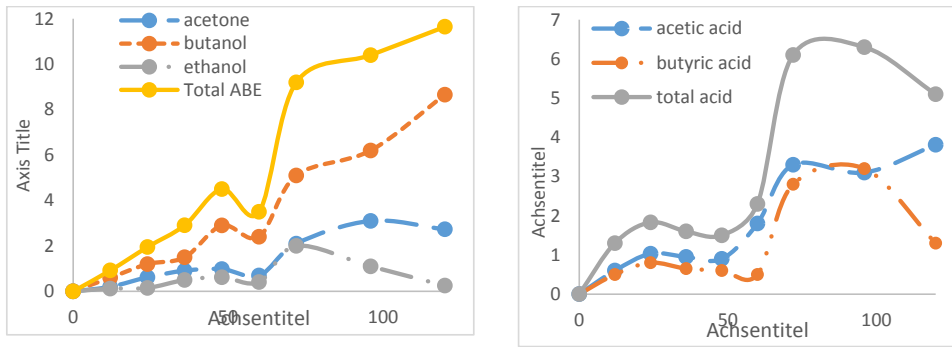 12
10
8
6
4
2
0
Axis Title
acetone
butanol
ethanol
Total ABE
0
50
100
Achsentitel
7
6
5
4
3
2
1
0
Achsentitel
acetic acid
butyric acid
total acid
0
50
100
Achsentitel